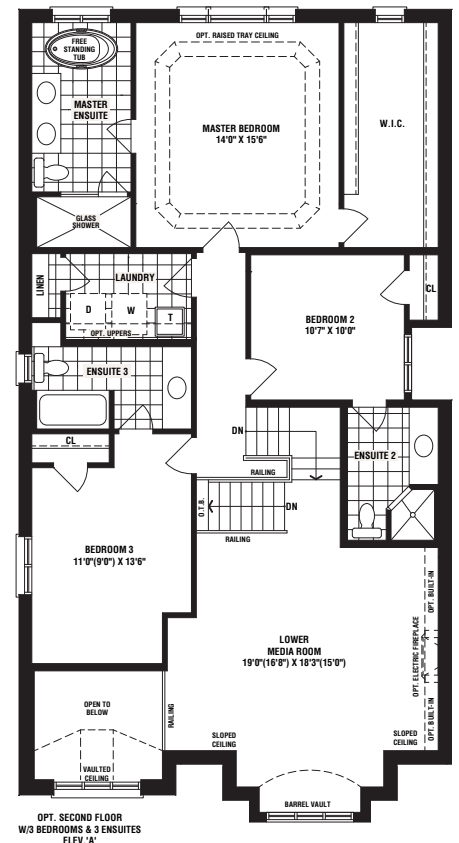 OPT. RAISED TRAY CEILING
FREE
STANDING
TUB
MASTER
ENSUITE
MASTER BEDROOM
14'0" X 15'6"
W.I.C.
GLASS
SHOWER
LINEN
LAUNDRY
D
W
T
OPT. UPPERS
CL
BEDROOM 2
10'7" X 10'0"
ENSUITE 3
CL
DN
ENSUITE 2
RAILING
O.T.B.
DN
RAILING
BEDROOM 3
11'0"(9'0") X 13'6"
LOWER
MEDIA ROOM
19'0"(16'8") X 18'3"(15'0")
OPT. BUILT-IN
OPT. ELECTRIC FIREPLACE
OPT. BUILT-IN
OPEN TO
BELOW
RAILING
SLOPED
CEILING
SLOPED
CEILING
VAULTED
CEILING
BARREL VAULT
OPT. SECOND FLOOR
W/3 BEDROOMS & 3 ENSUITES
ELEV. 'A'